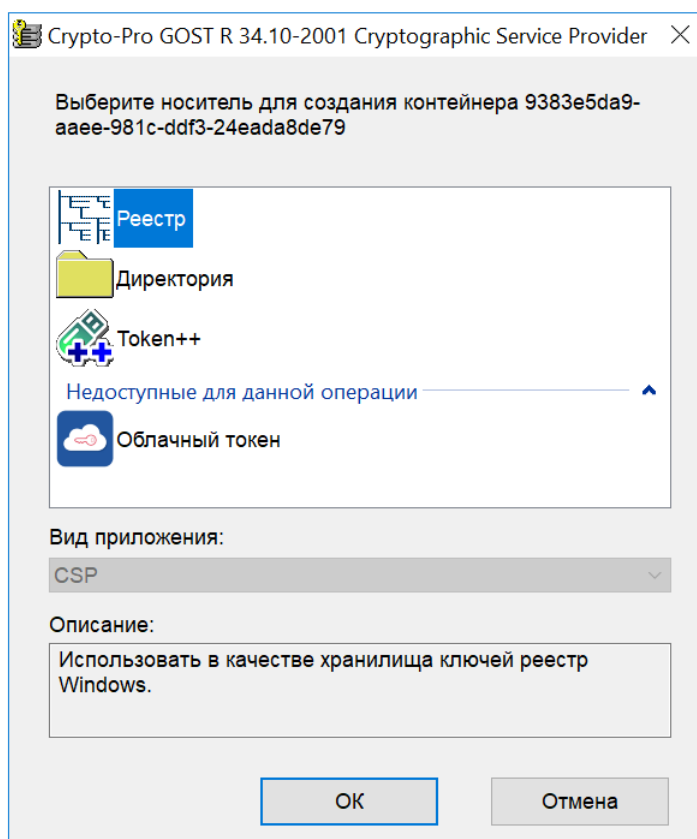 Crypto-Pro GOST R 34.10-2001 Cryptographic Service Provider
Выберите носитель для создания контейнера 9383e5da9-
aaee-981c-ddf3-24eada8de79
Реестр
Директория
Token++
Недоступные для данной операции
Облачный токен
Вид приложения:
CSP
Описание:
Использовать в качестве хранилища ключей реестр
Windows.
ОК
Отмена